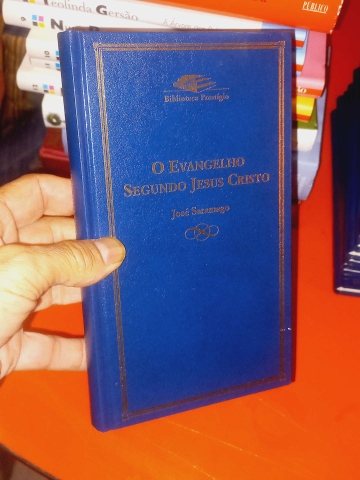 PÚBLICO
Teolinda Gersão
Biblioteca Prestígio
O EVANGELHO
SEGUNDO JESUS CRISTO
José Saramago